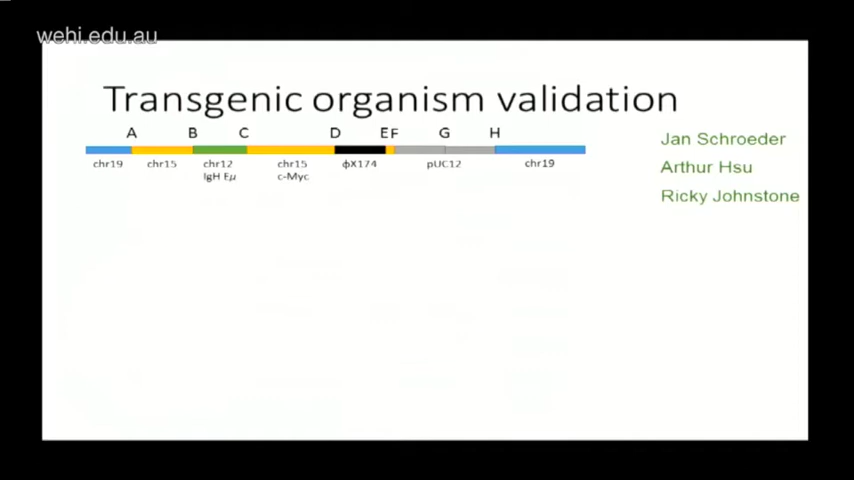 wehi.edu.au
Transgenic organism validation
A B C D E F G H
chr19 chr15 chr12 chr15 ϕX174 pUC12 chr19
IgH Eμ c-Myc
Jan Schroeder
Arthur Hsu
Ricky Johnstone